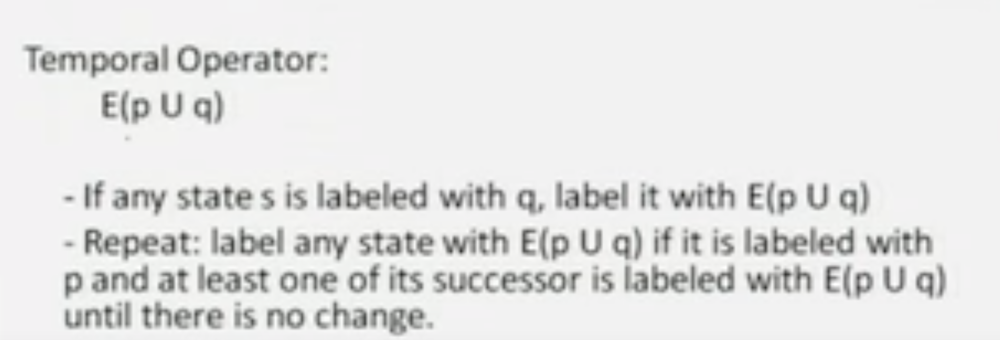 Temporal Operator:
E(p U q)
- If any state s is labeled with q, label it with E(p U q)
- Repeat: label any state with E(p U q) if it is labeled with
p and at least one of its successor is labeled with E(p U q)
until there is no change.